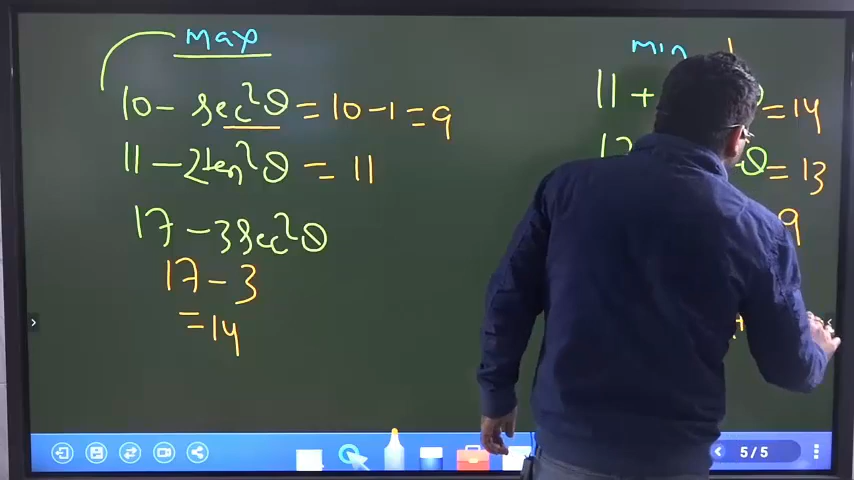 Max
10 - sec²θ = 10 - 1 = 9
11 - 2tan²θ = 11
17 - 3sec²θ
17 - 3
= 14
min
11 +
= 14
θ = 13
9
5/5